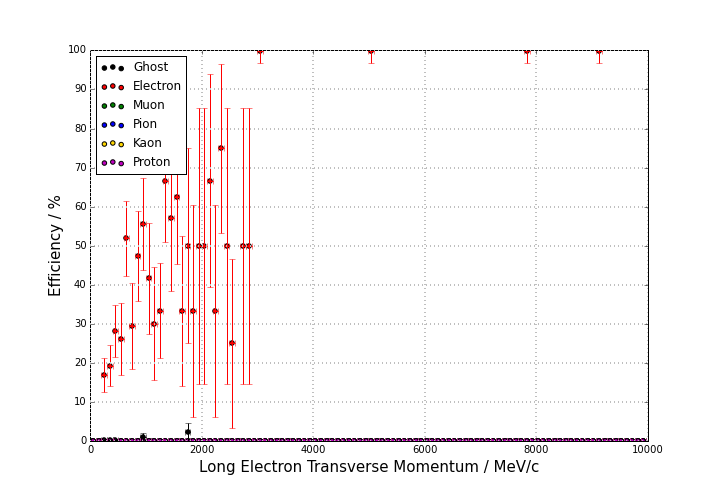 100
90
80
70
60
50
40
30
20
10
0
Efficiency / %
Ghost
Electron
Muon
Pion
Kaon
Proton
0 2000 4000 6000 8000 10000
Long Electron Transverse Momentum / MeV/c